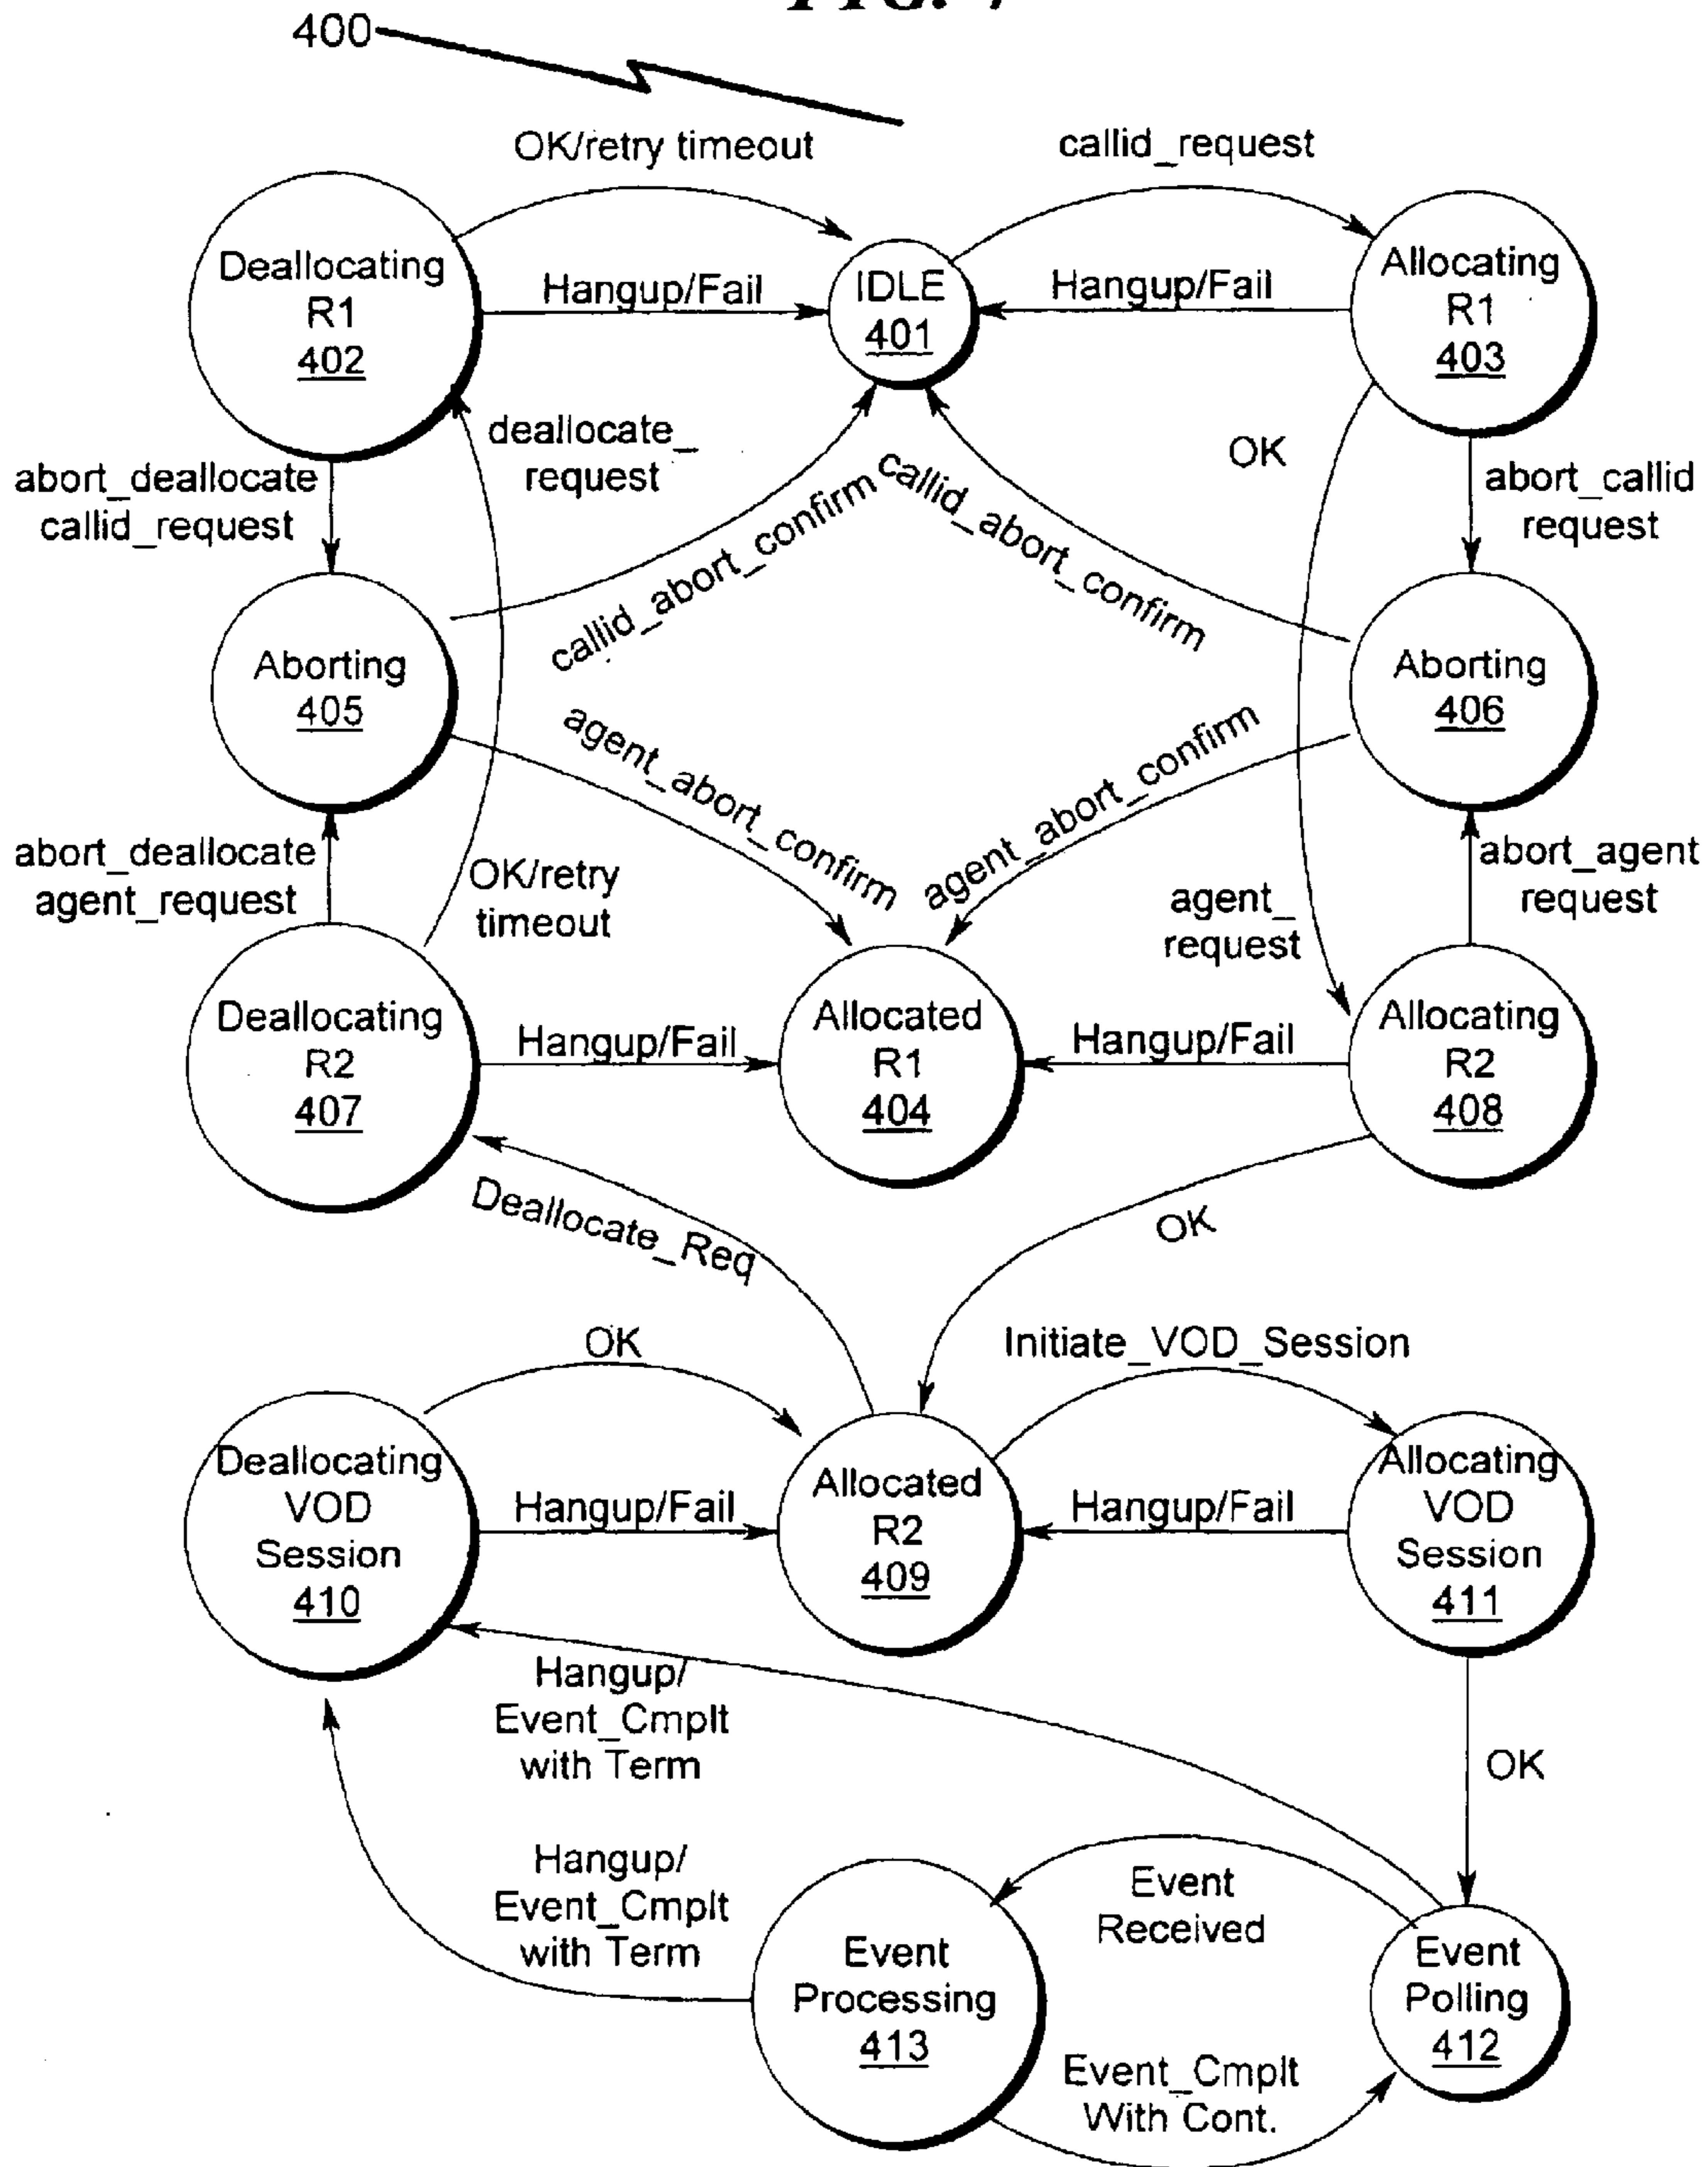 400
OK/retry timeout
callid_request
Deallocating
R1
402
Hangup/Fail
IDLE
401
Hangup/Fail
Allocating
R1
403
deallocate_
request
OK
abort_deallocate
callid_request
abort_callid
request
callid_abort_confirm
callid_abort_confirm
Aborting
405
Aborting
406
agent_abort_confirm
agent_abort_confirm
abort_deallocate
agent_request
OK/retry
timeout
agent_
request
abort_agent
request
Deallocating
R2
407
Hangup/Fail
Allocated
R1
404
Hangup/Fail
Allocating
R2
408
Deallocate_Req
OK
OK
Initiate_VOD_Session
Deallocating
VOD
Session
410
Hangup/Fail
Allocated
R2
409
Hangup/Fail
Allocating
VOD
Session
411
Hangup/
Event_Cmplt
with Term
OK
Hangup/
Event_Cmplt
with Term
Event
Received
Event
Processing
413
Event
Polling
412
Event_Cmplt
With Cont.